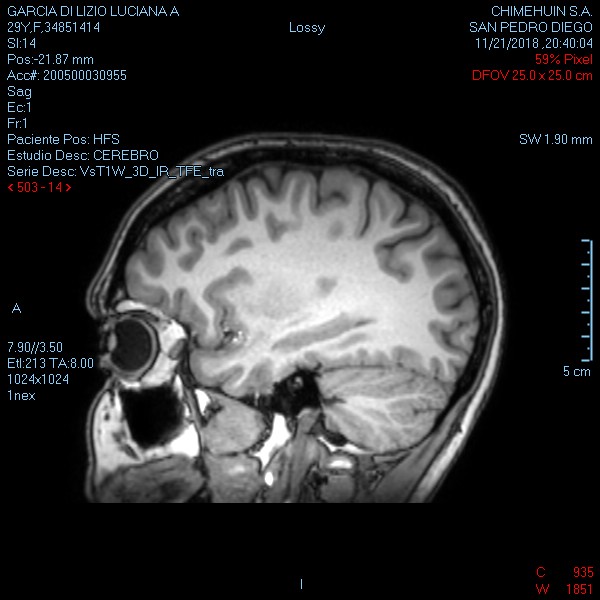 GARCIA DI LIZIO LUCIANA A
29Y,F,34851414
Sl:14
Pos:-21.87 mm
Acc#: 200500030955
Sag
Ec:1
Fr:1
Paciente Pos: HFS
Estudio Desc: CEREBRO
Serie Desc: VsT1W_3D_IR_TFE_tra
< 503 - 14 >
Lossy
CHIMEHUIN S.A.
SAN PEDRO DIEGO
11/21/2018 ,20:40:04
59% Pixel
DFOV 25.0 x 25.0 cm
SW 1.90 mm
A
7.90//3.50
Etl:213 TA:8.00
1024x1024
1nex
5 cm
I
C 935
W 1851